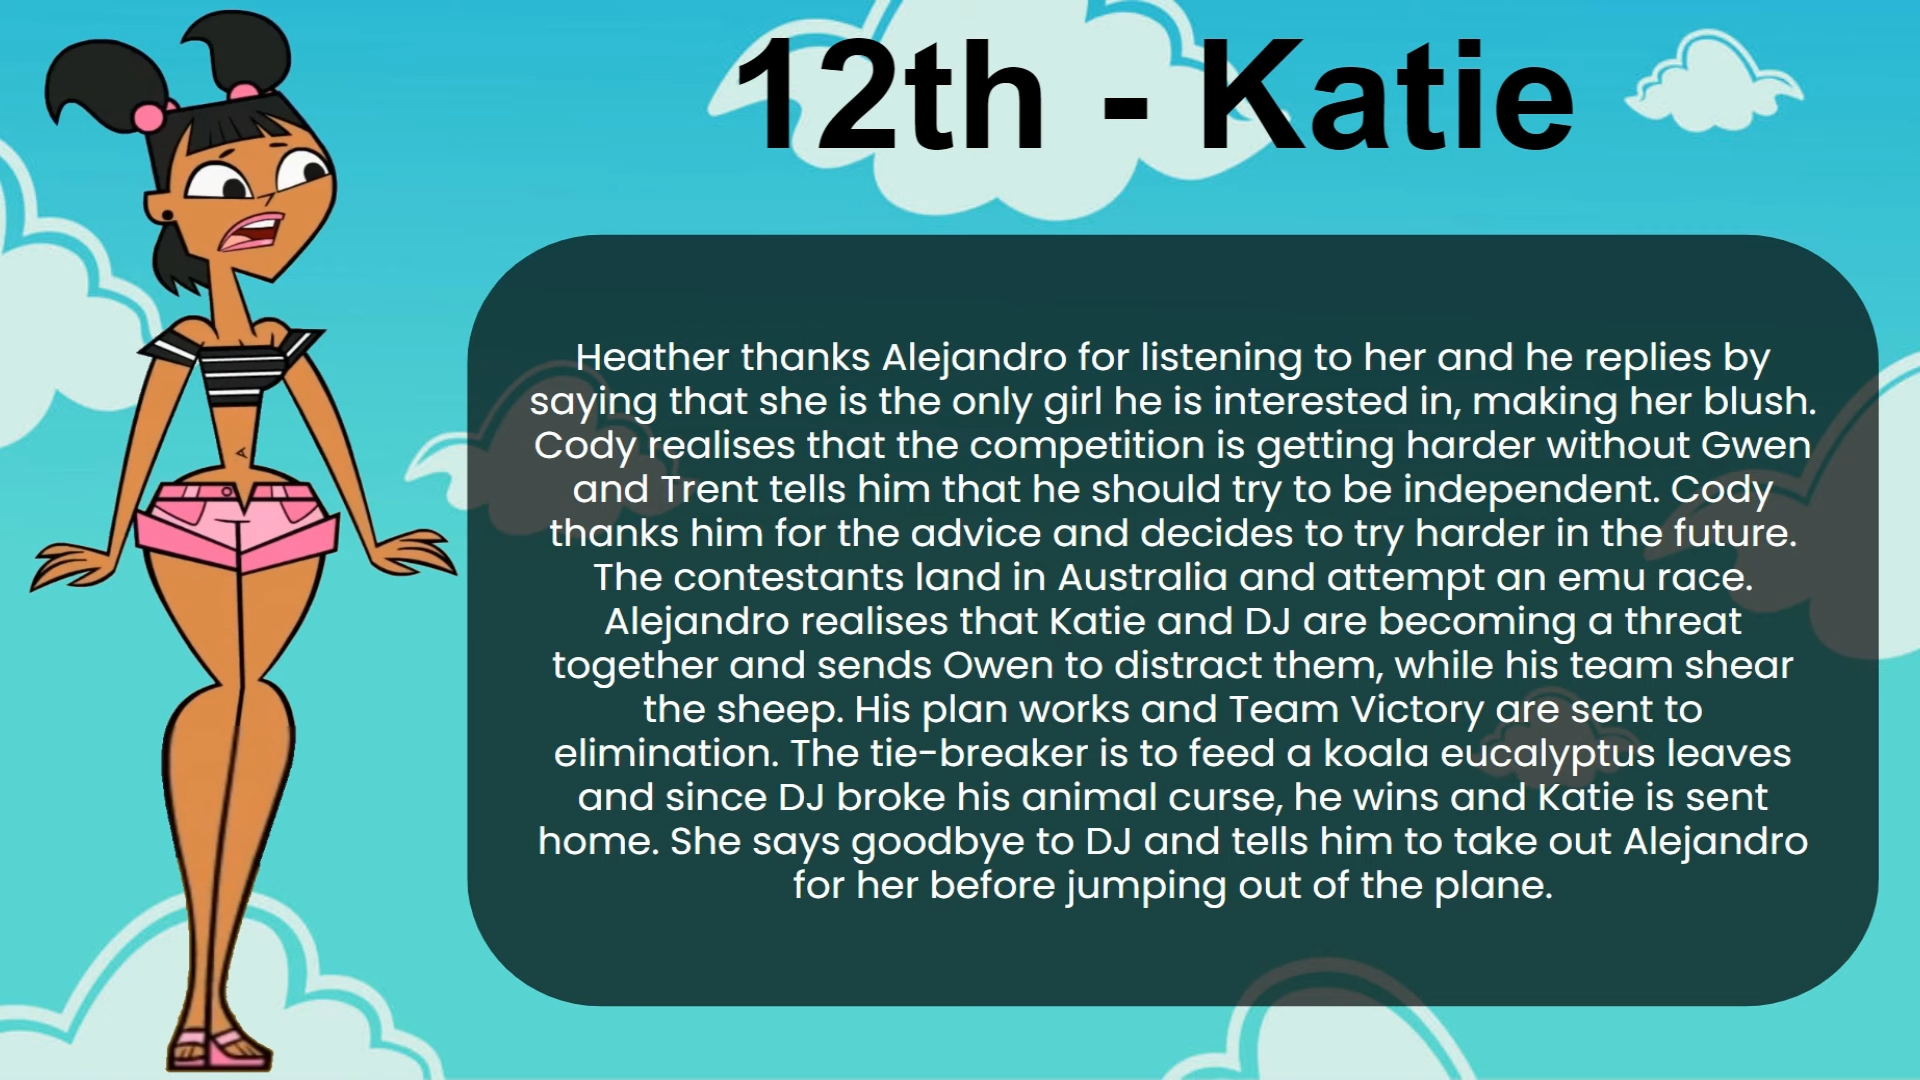 12th - Katie
Heather thanks Alejandro for listening to her and he replies by
saying that she is the only girl he is interested in, making her blush.
Cody realises that the competition is getting harder without Gwen
and Trent tells him that he should try to be independent. Cody
thanks him for the advice and decides to try harder in the future.
The contestants land in Australia and attempt an emu race.
Alejandro realises that Katie and DJ are becoming a threat
together and sends Owen to distract them, while his team shear
the sheep. His plan works and Team Victory are sent to
elimination. The tie-breaker is to feed a koala eucalyptus leaves
and since DJ broke his animal curse, he wins and Katie is sent
home. She says goodbye to DJ and tells him to take out Alejandro
for her before jumping out of the plane.